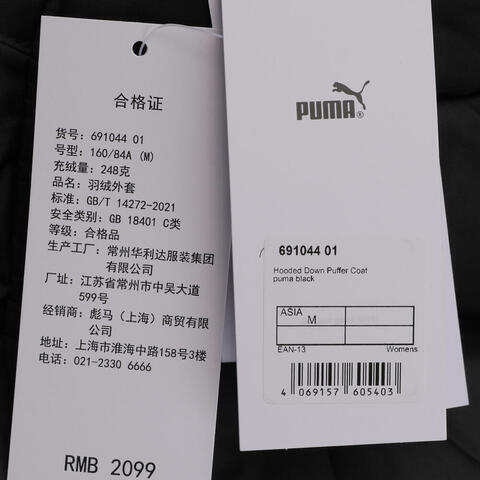 合格证
货号: 691044 01
号型: 160/84A (M)
充绒量: 248克
品名: 羽绒外套
标准: GB/T 14272-2021
安全类别: GB 18401 C类
等级: 合格品
生产工厂: 常州华利达服装集团
有限公司
厂址: 江苏省常州市中吴大道
599号
经销商: 彪马（上海）商贸有限公司
地址: 上海市淮海中路158号3楼
电话: 021-2330 6666
RMB 2099
PUMA®
691044 01
Hooded Down Puffer Coat
puma black
ASIA
M
EAN-13 Womens
4 069157 605403